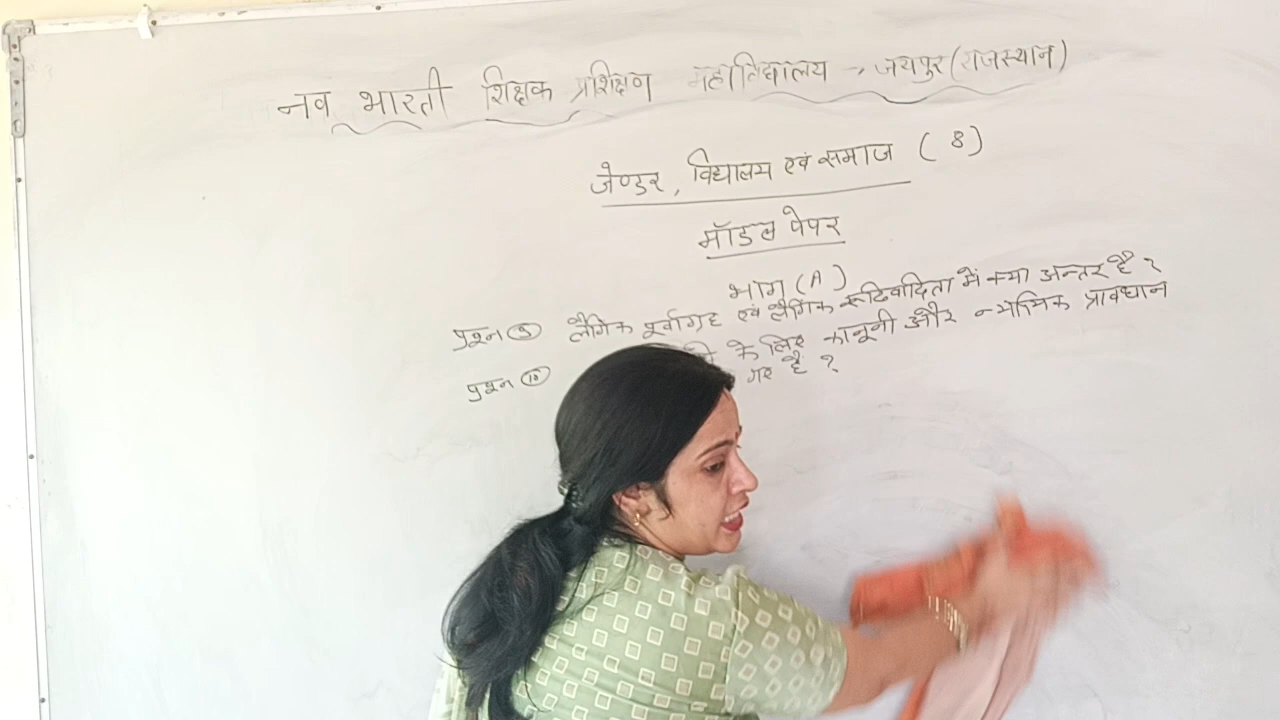 नव भारती शिक्षक प्रशिक्षण महाविद्यालय, जयपुर (राजस्थान)
जेण्डर, विद्यालय एवं समाज (8)
मॉडल पेपर
भाग (A)
प्रश्न ९ लैंगिक पूर्वाग्रह एवं लैंगिक रूढिवादिता में क्या अन्तर है ?
प्रश्न 10 के लिए कानूनी और न्यायिक प्रावधान
गए है ?